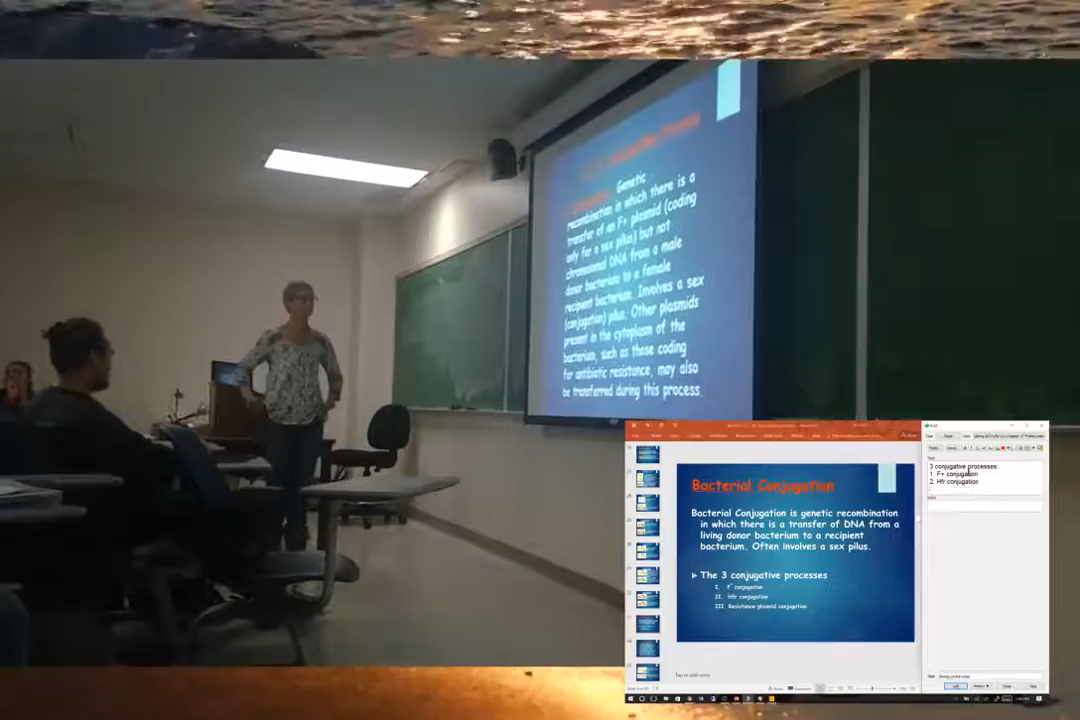 Genetic
recombination in which there is a
transfer of an F+ plasmid (coding
only for a sex pilus) but not
chromosomal DNA from a male
donor bacterium to a female
recipient bacterium. Involves a sex
(conjugation) pilus. Other plasmids
present in the cytoplasm of the
bacterium, such as those coding
for antibiotic resistance, may also
be transferred during this process.
Bacterial Conjugation
Bacterial Conjugation is genetic recombination
in which there is a transfer of DNA from a
living donor bacterium to a recipient
bacterium. Often involves a sex pilus.
The 3 conjugative processes
I. F+ conjugation
II. Hfr conjugation
III. Resistance plasmid conjugation
3 conjugative processes
1. F+ conjugation
2. Hfr conjugation